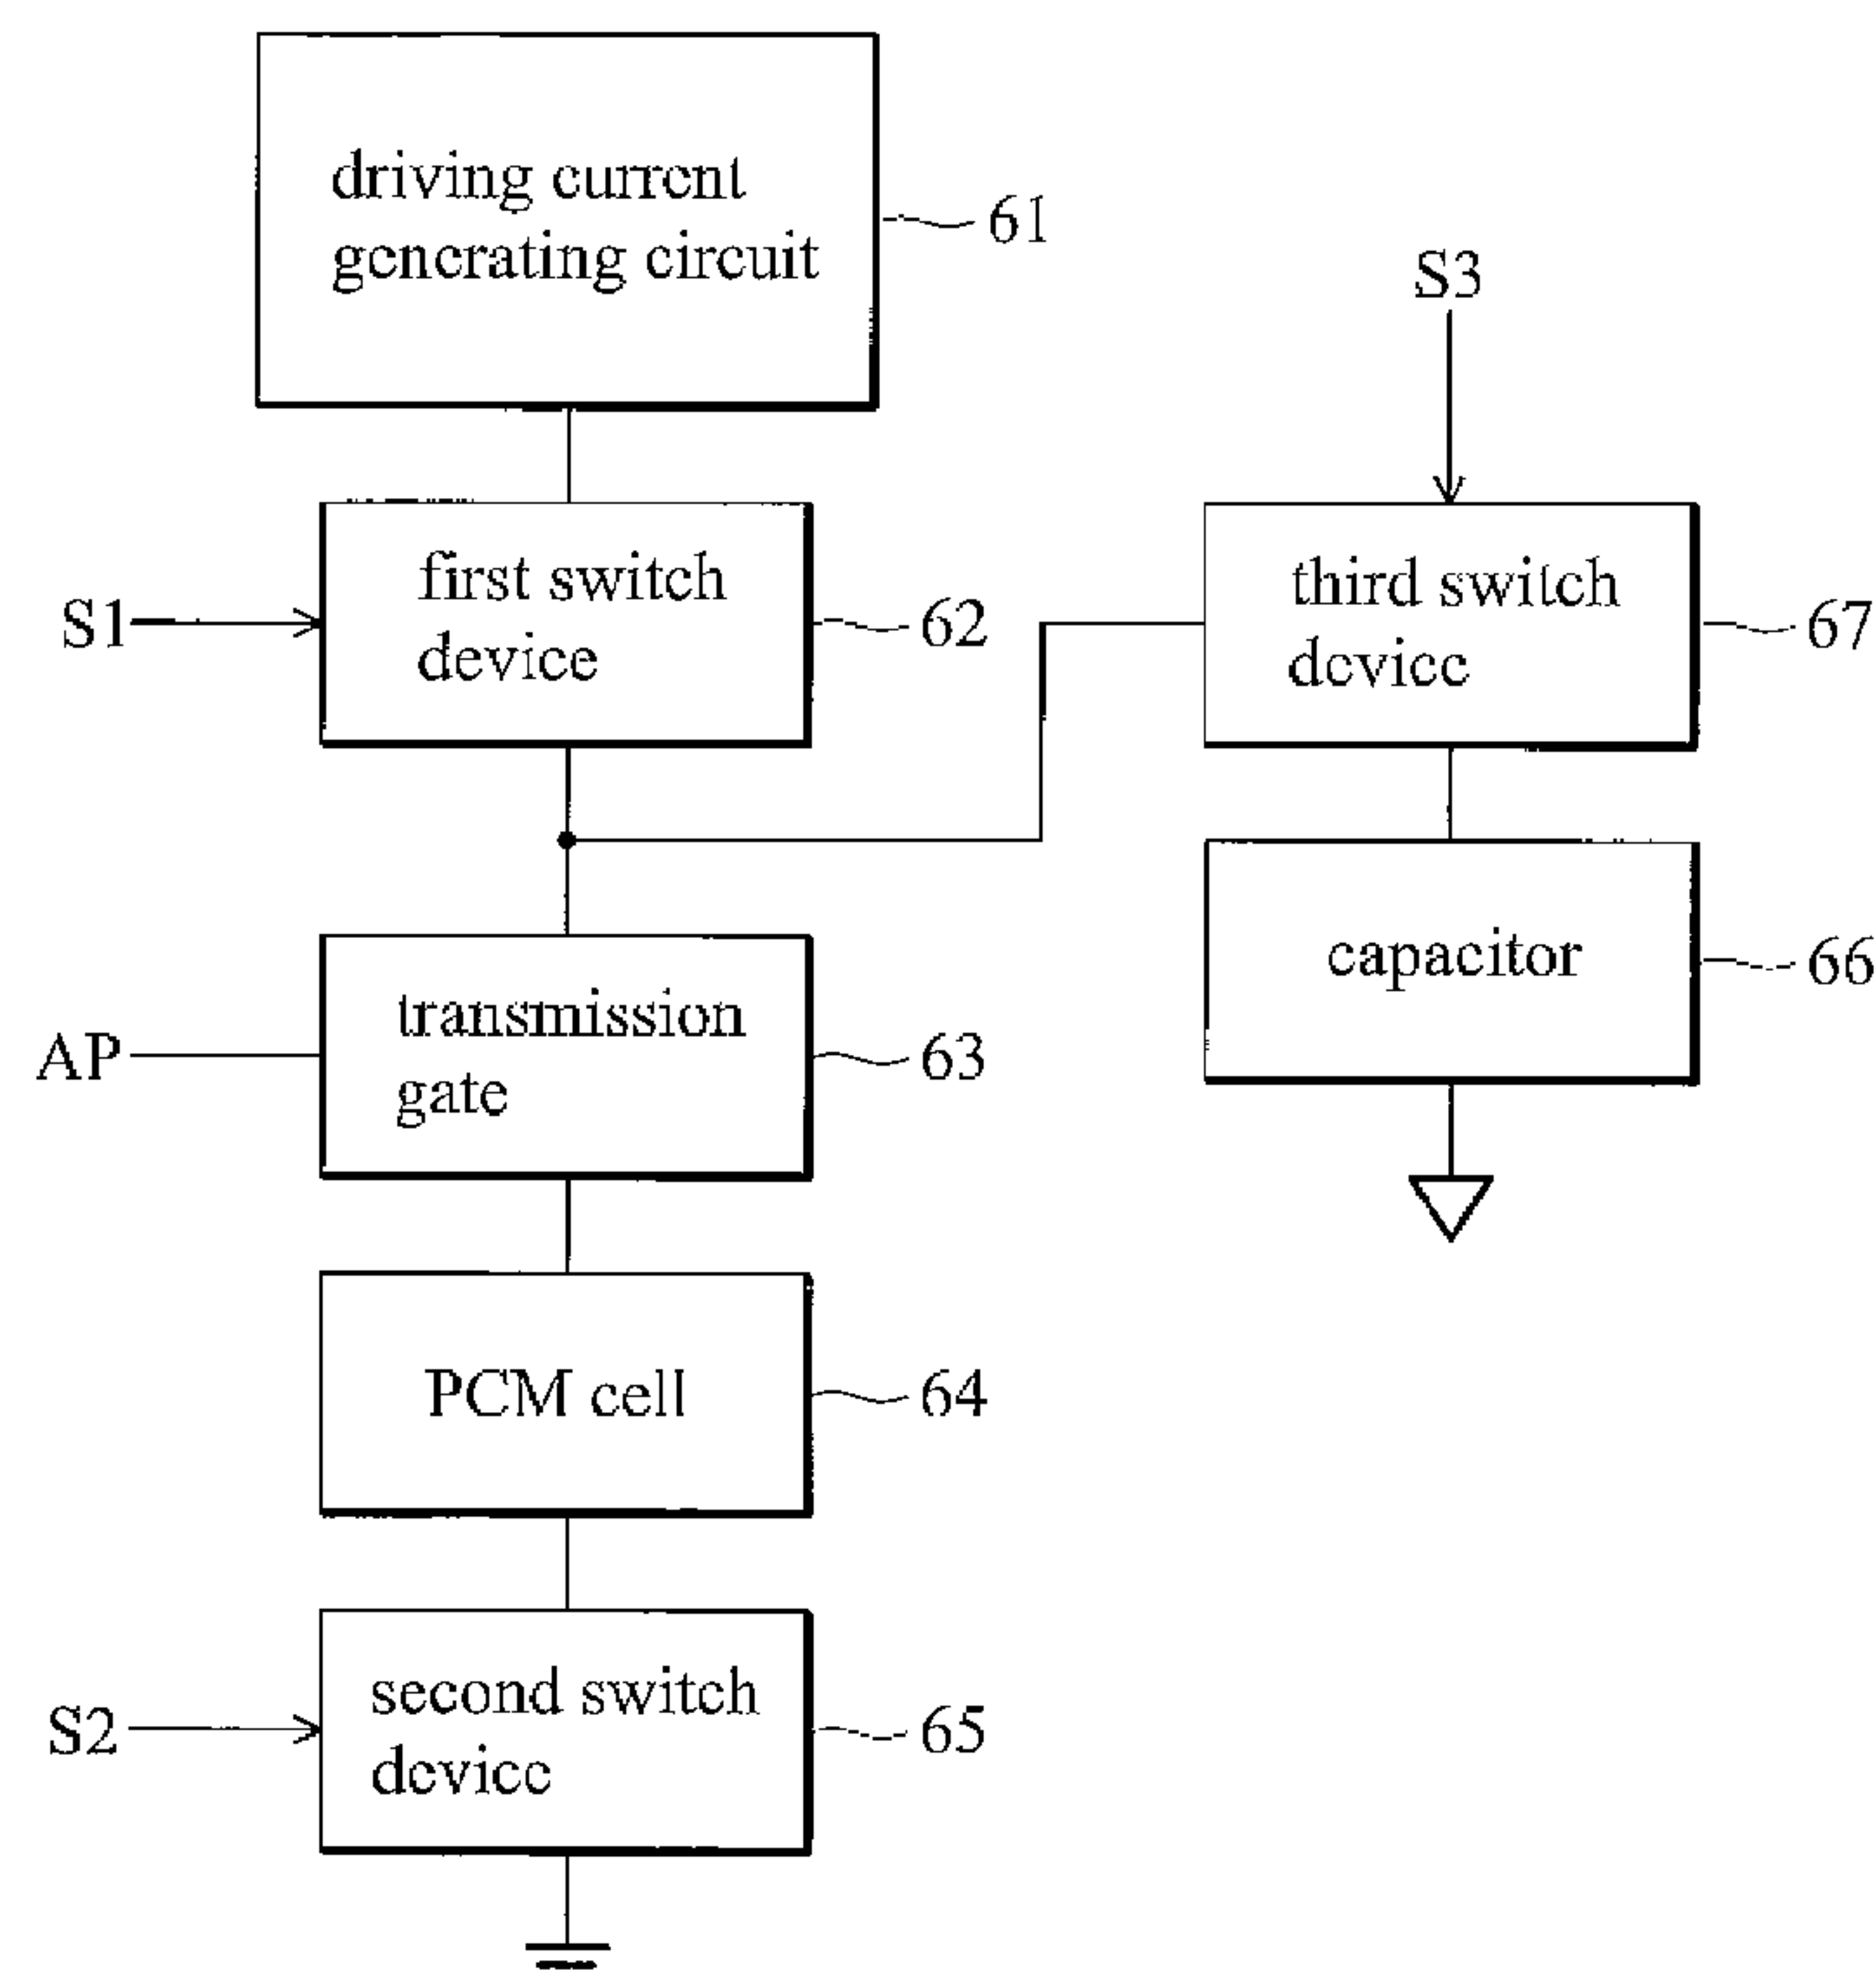 driving current
generating circuit
61
S3
S1
first switch
device
62
third switch
device
67
AP
transmission
gate
63
capacitor
66
PCM cell
64
S2
second switch
device
65